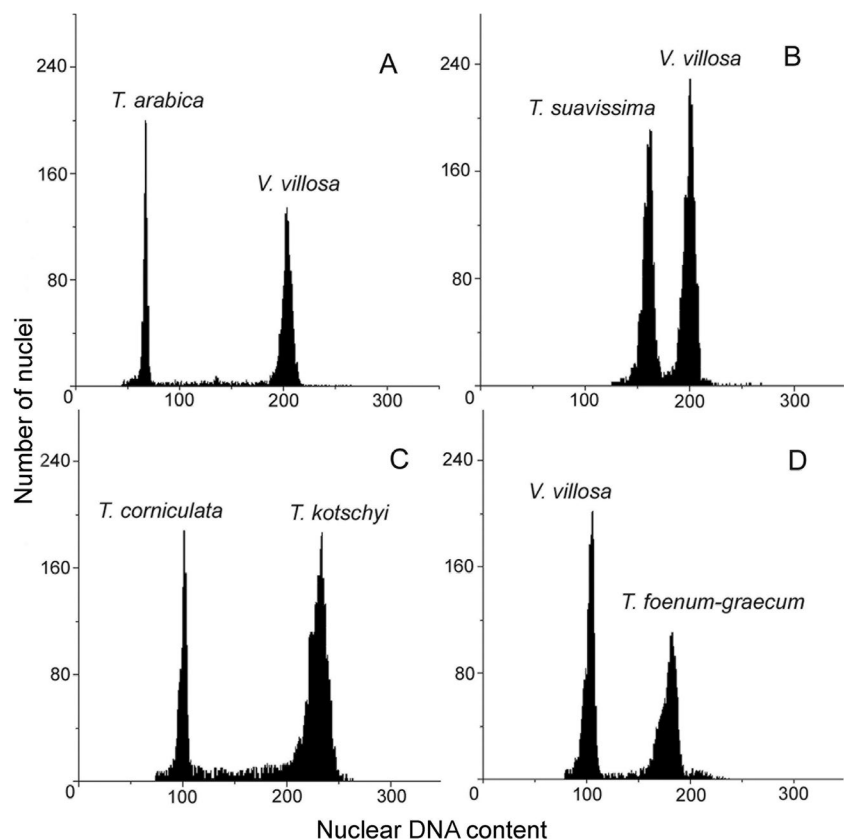 A
T. arabica
V. villosa
240
160
80
0
100
200
300
B
T. suavissima
V. villosa
240
160
80
0
100
200
300
C
T. corniculata
T. kotschyi
240
160
80
0
100
200
300
D
V. villosa
T. foenum-graecum
240
160
80
0
100
200
300
Number of nuclei
Nuclear DNA content